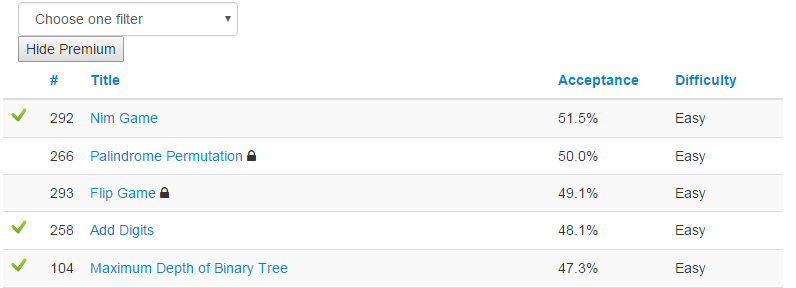 Choose one filter
Hide Premium
# Title Acceptance Difficulty
292 Nim Game 51.5% Easy
266 Palindrome Permutation 50.0% Easy
293 Flip Game 49.1% Easy
258 Add Digits 48.1% Easy
104 Maximum Depth of Binary Tree 47.3% Easy